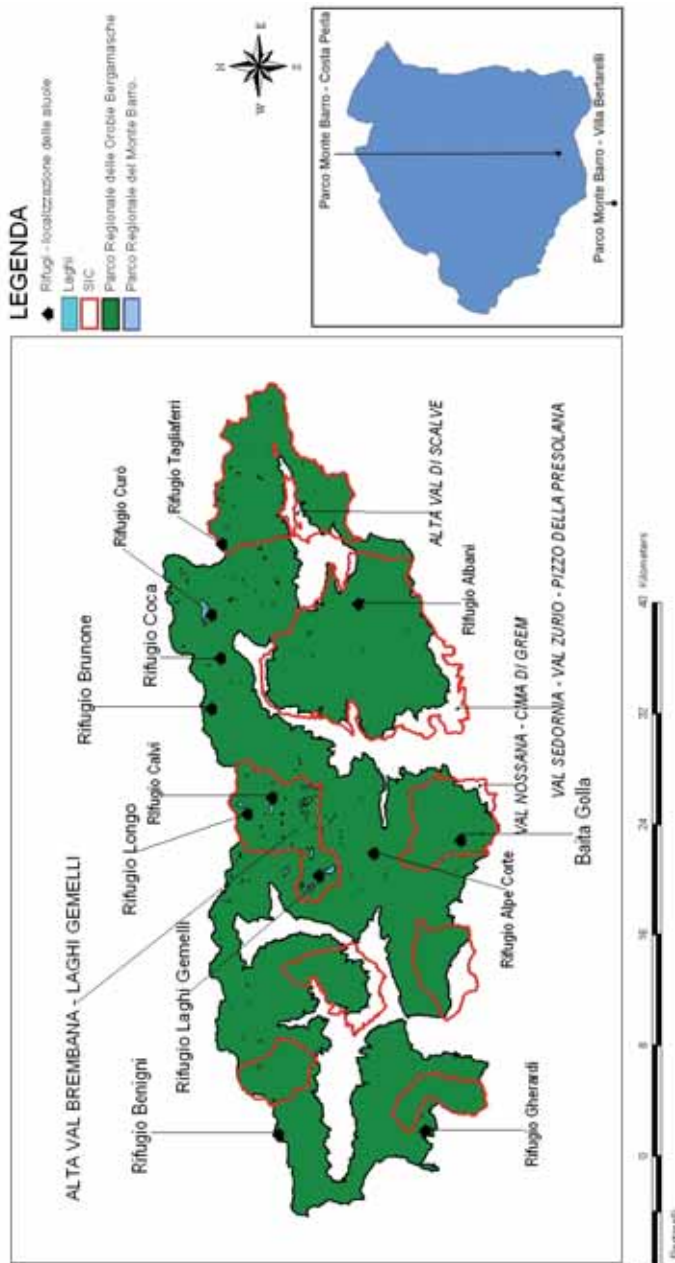 LEGENDA
Rifugi - localizzazione delle aiuole
Laghi
SIC
Parco Regionale delle Orobie Bergamasche
Parco Regionale del Monte Barro.
N
E
S
W
Parco Monte Barro - Costa Perla
Parco Monte Barro - Villa Bertarelli
ALTA VAL BREMBANA - LAGHI GEMELLI
Rifugio Benigni
Rifugio Laghi Gemelli
Rifugio Longo
Rifugio Calvi
Rifugio Brunone
Rifugio Coca
Rifugio Curò
Rifugio Tagliaferri
Rifugio Gherardi
Rifugio Alpe Corte
Baita Golla
VAL NOSSANA - CIMA DI GREM
VAL SEDORNIA - VAL ZURIO - PIZZO DELLA PRESOLANA
Rifugio Albani
ALTA VAL DI SCALVE
0
8
16
24
32
40
Kilometers